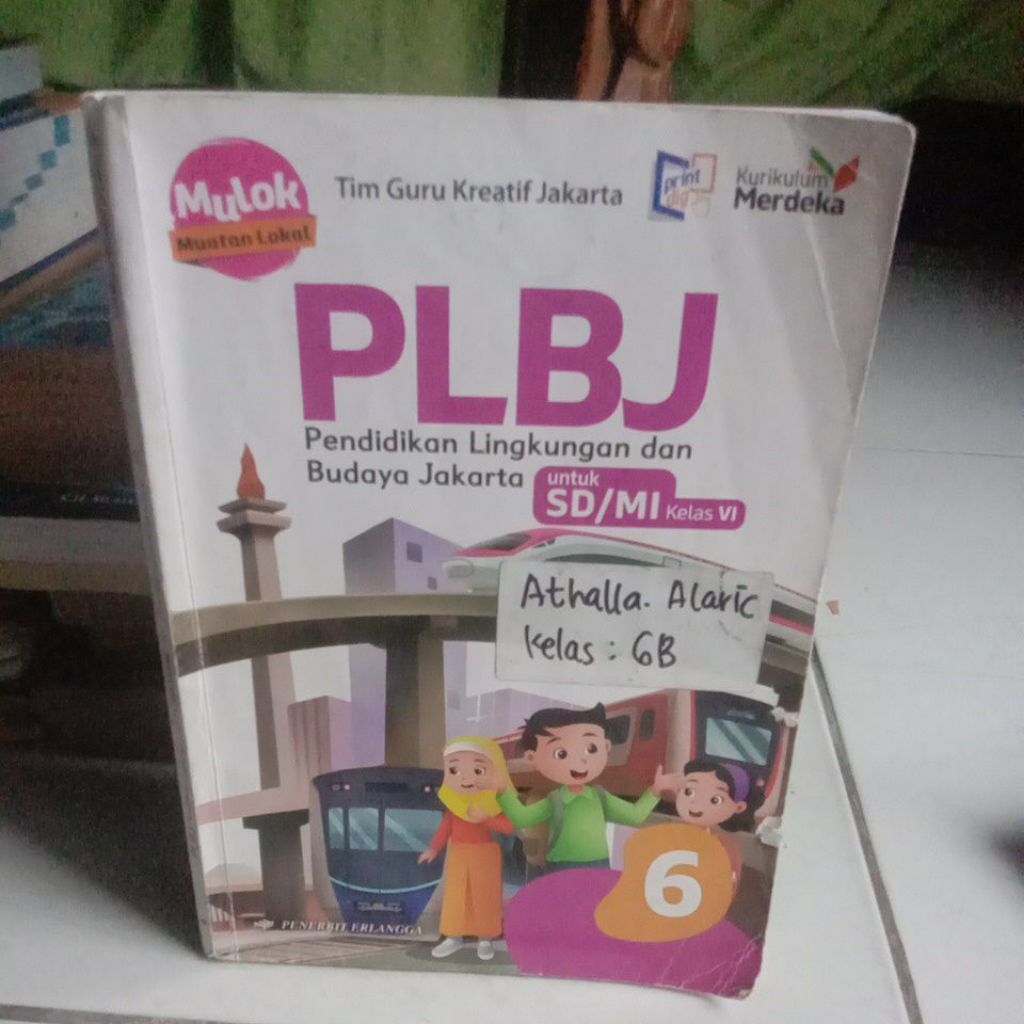 Mulok
Muatan Lokal
Tim Guru Kreatif Jakarta
print
dig
Kurikulum
Merdeka
PLBJ
Pendidikan Lingkungan dan
Budaya Jakarta
untuk
SD/MI Kelas VI
Athalla. Alaric
Kelas : 6B
6
PENERBIT ERLANGGA